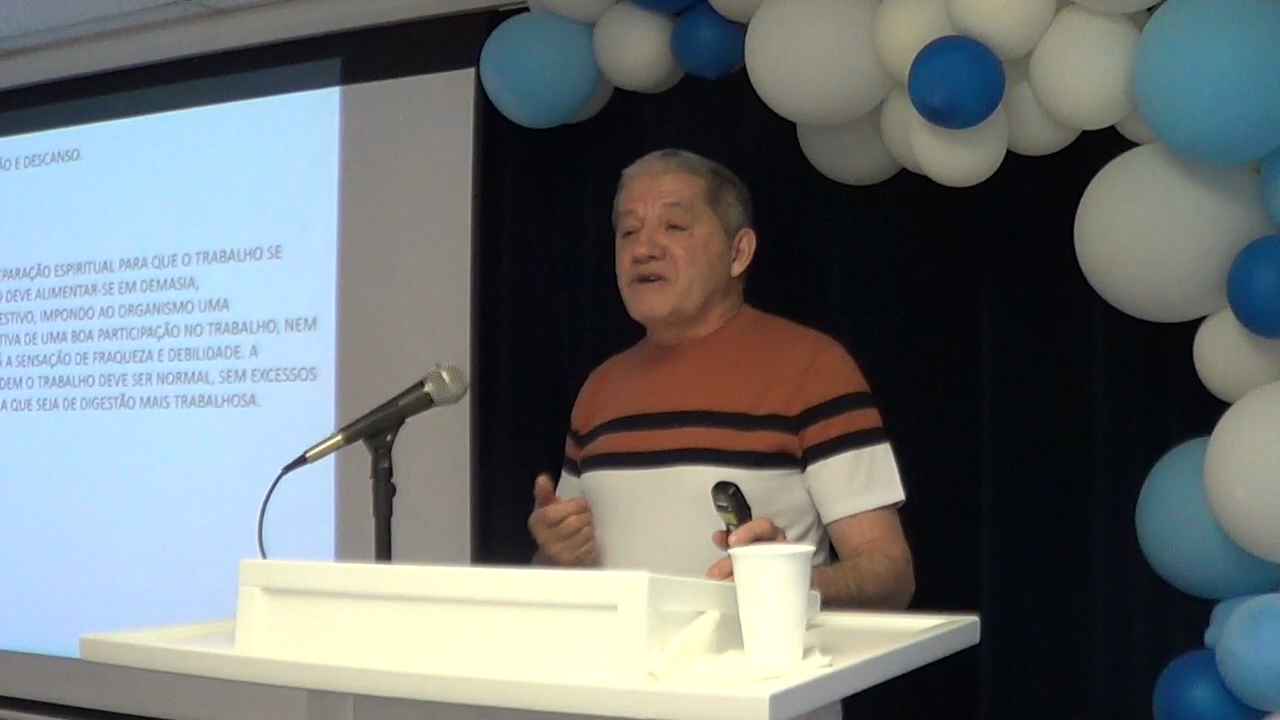 ÃO E DESCANSO.
EPARAÇÃO ESPIRITUAL PARA QUE O TRABALHO SE
O DEVE ALIMENTAR-SE EM DEMASIA,
ESTIVO, IMPONDO AO ORGANISMO UMA
TIVA DE UMA BOA PARTICIPAÇÃO NO TRABALHO, NEM
A SENSAÇÃO DE FRAQUEZA E DEBILIDADE. A
DEM O TRABALHO DEVE SER NORMAL, SEM EXCESSOS
A QUE SEJA DE DIGESTÃO MAIS TRABALHOSA.